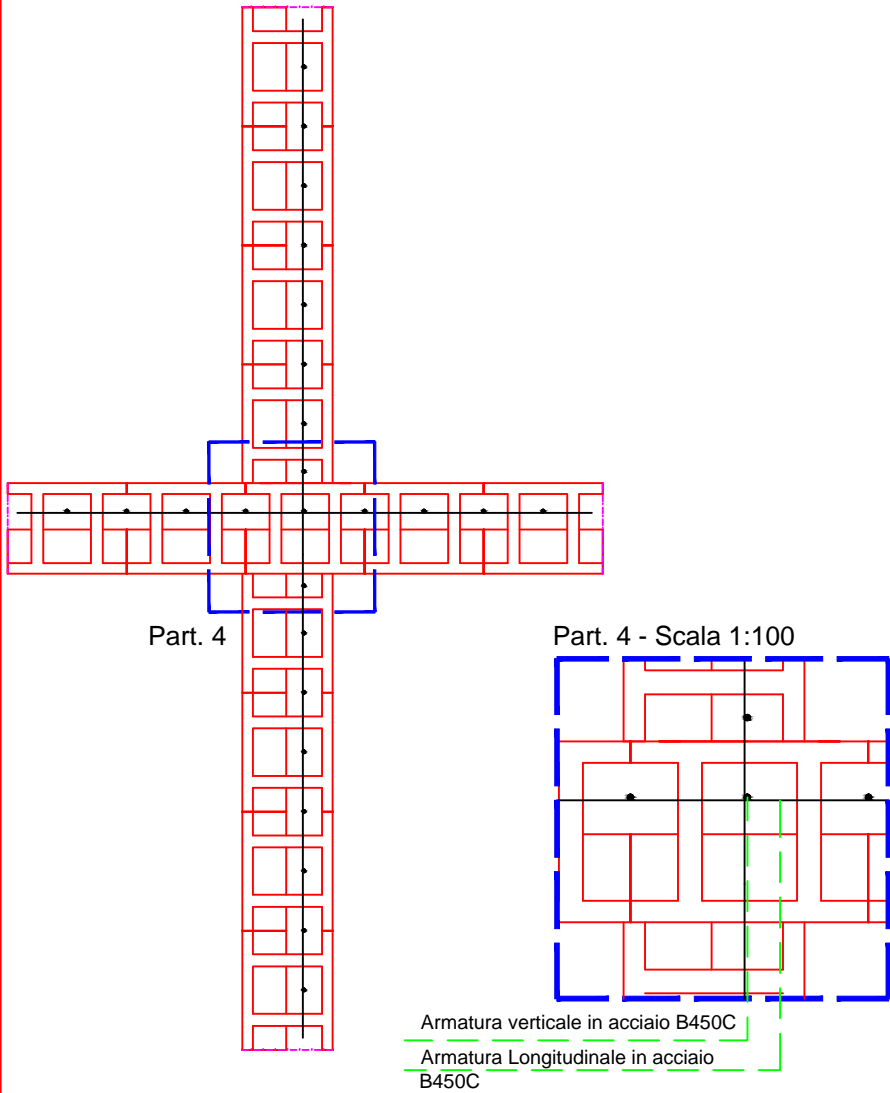 Part. 4
Part. 4 - Scala 1:100
Armatura verticale in acciaio B450C
Armatura Longitudinale in acciaio
B450C